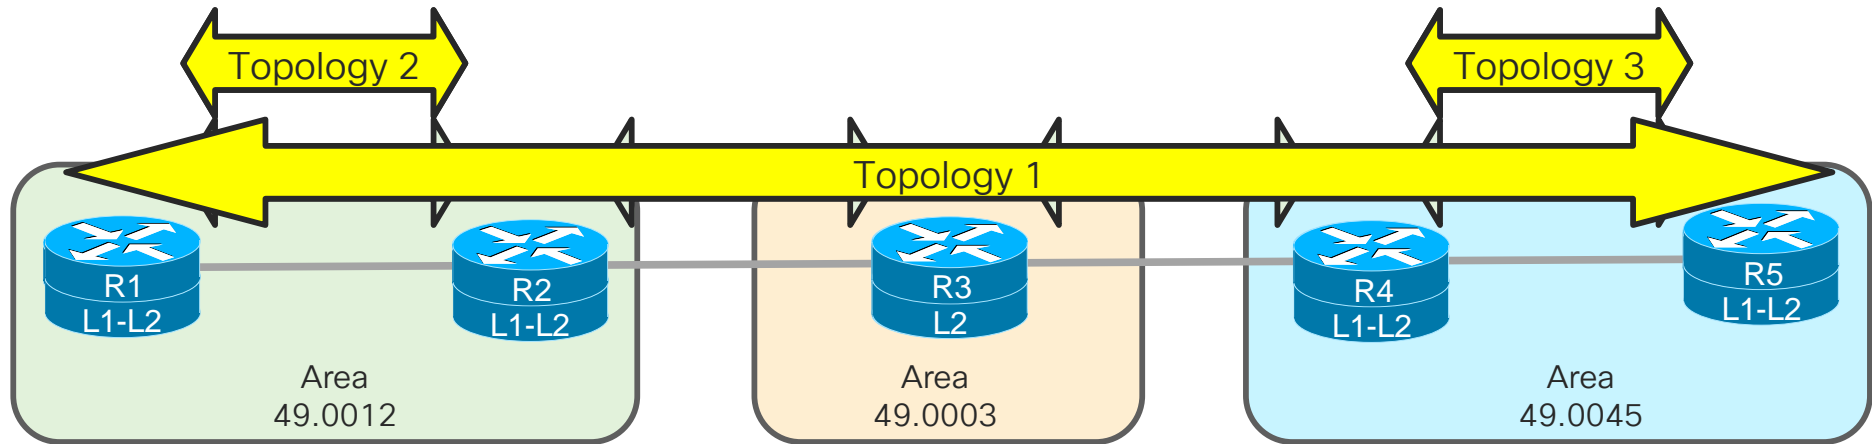 Topology 2
Topology 3
Topology 1
R1
L1-L2
R2
L1-L2
R3
L2
R4
L1-L2
R5
L1-L2
Area
49.0012
Area
49.0003
Area
49.0045